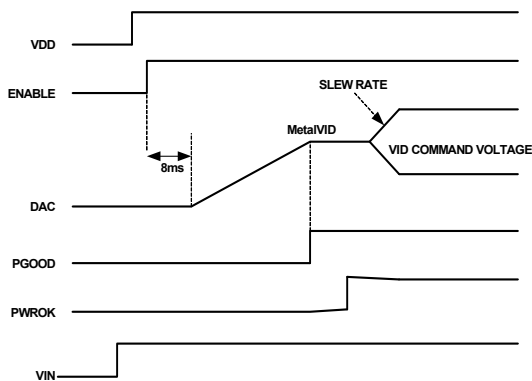 VDD
ENABLE
SLEW RATE
MetalVID
VID COMMAND VOLTAGE
8ms
DAC
PGOOD
PWROK
VIN